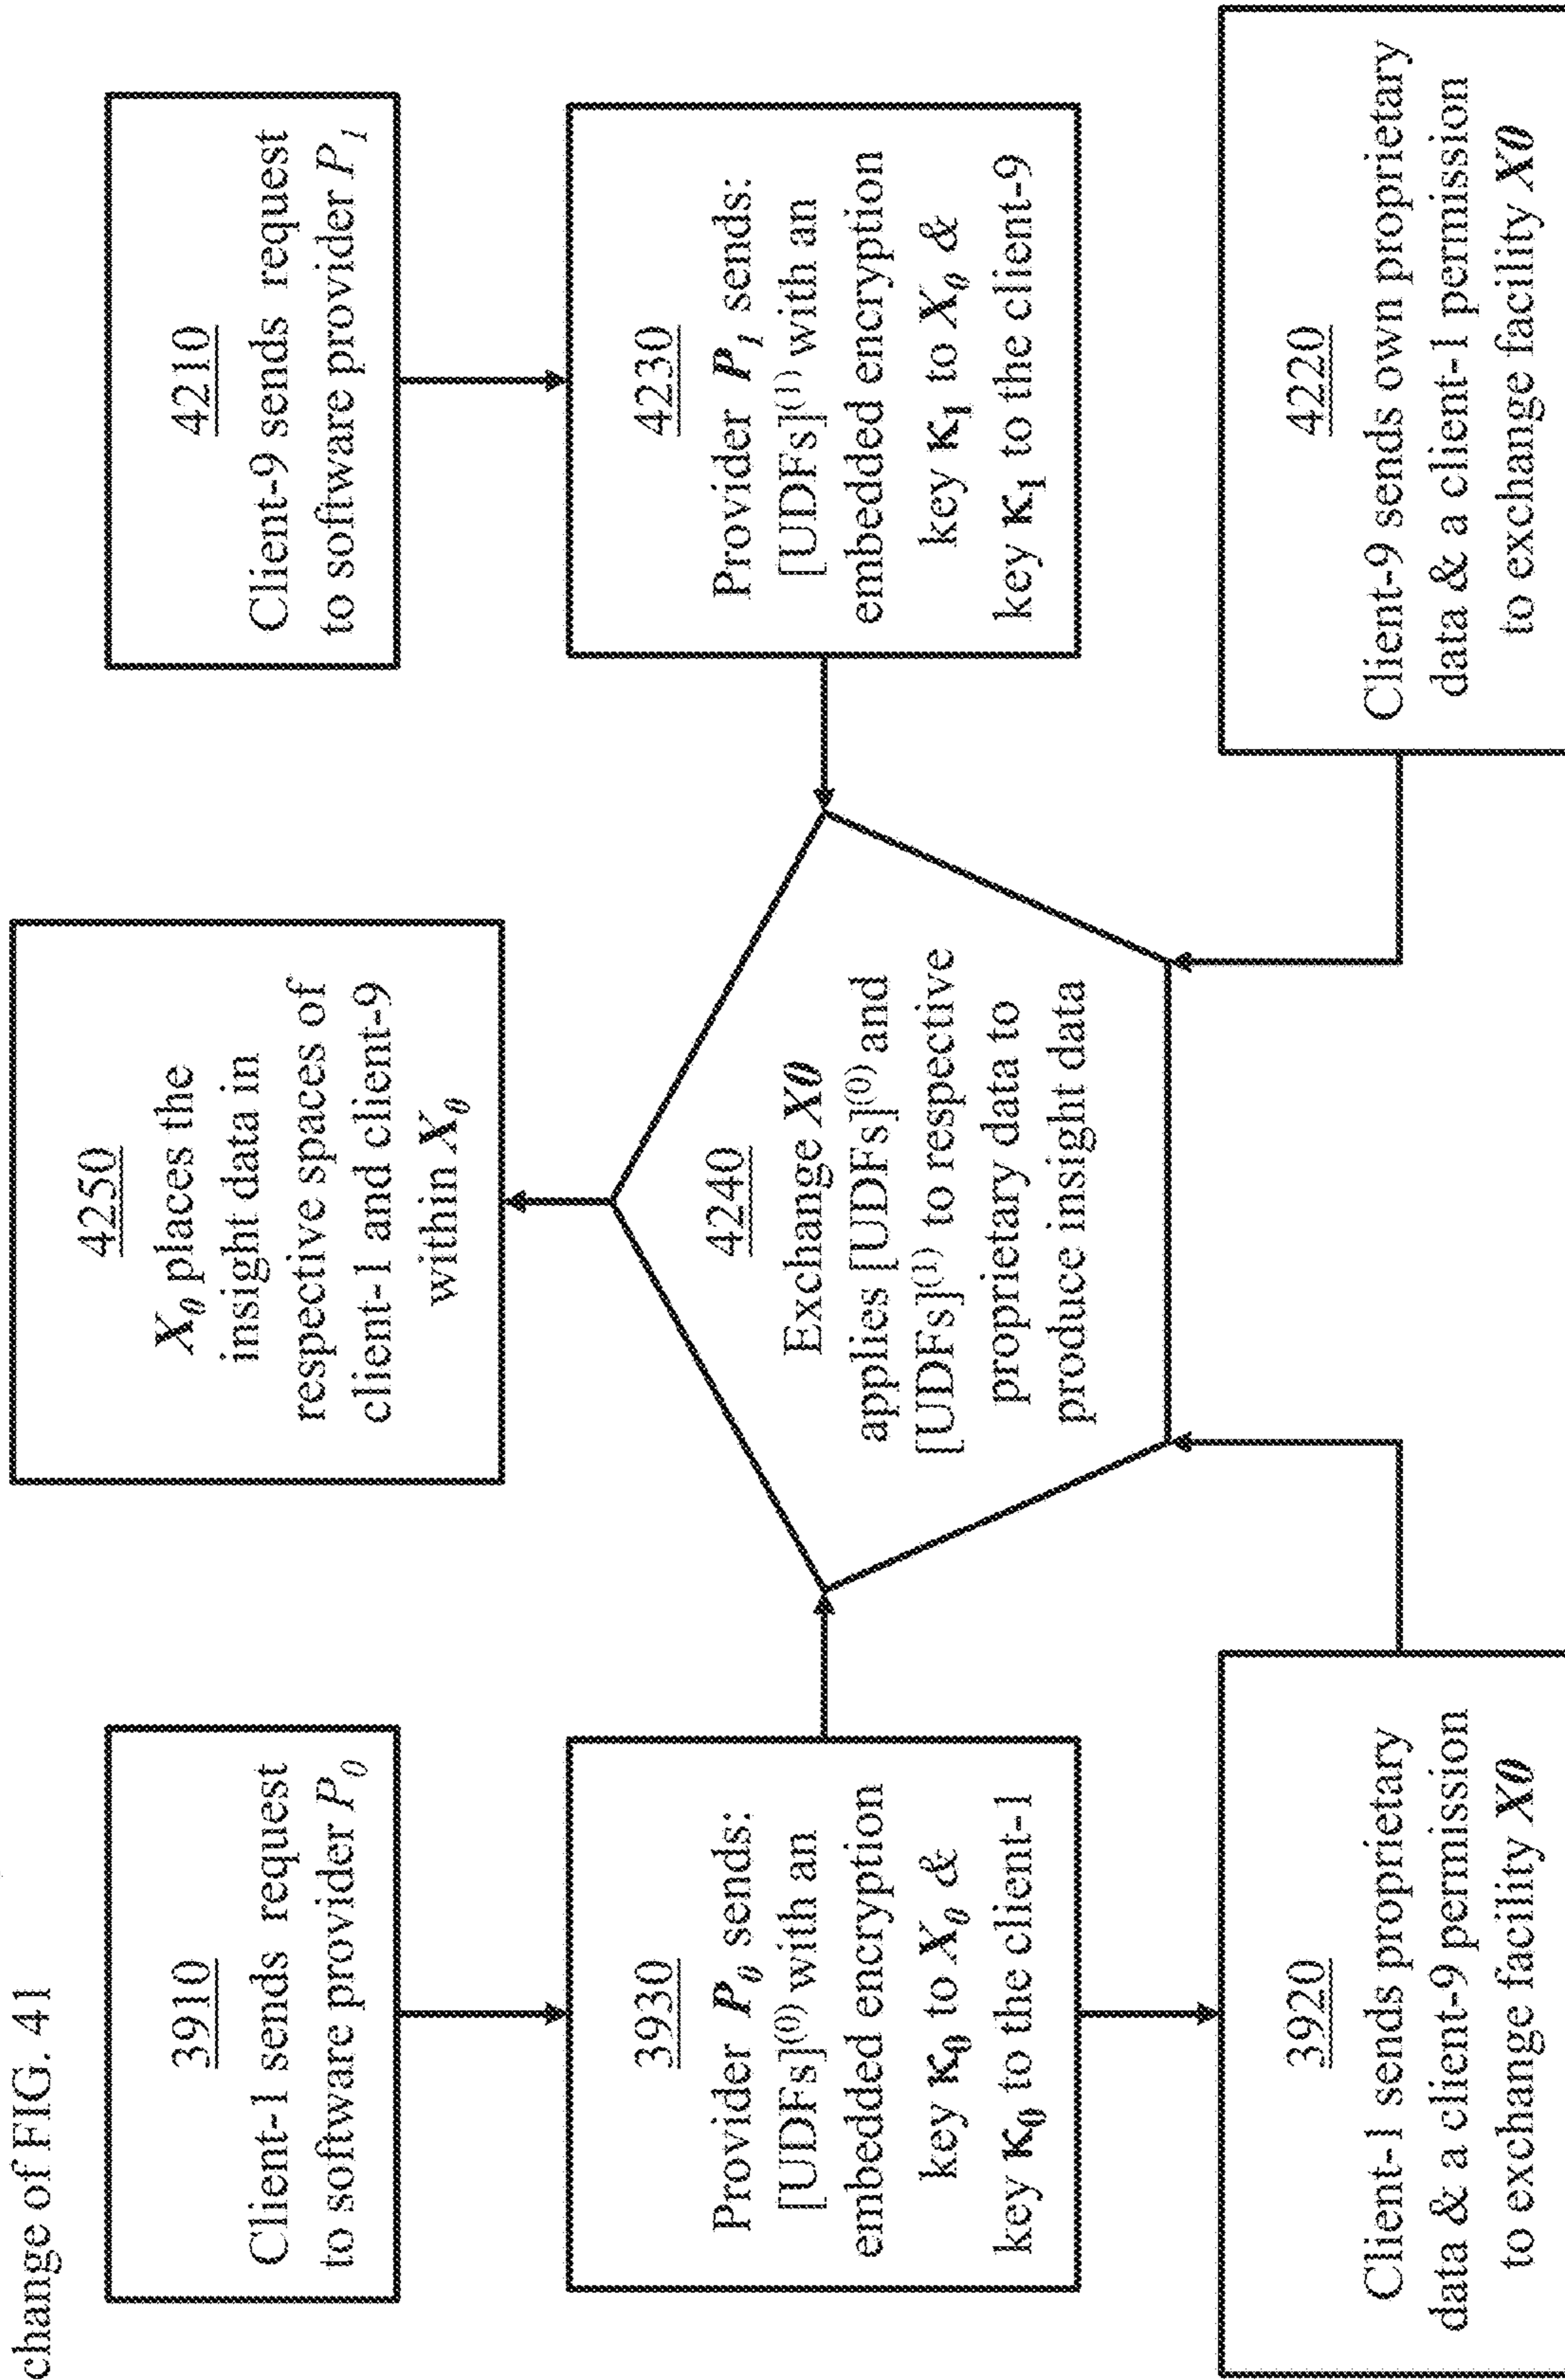 change of FIG. 41
3910
Client-1 sends request
to software provider P₀
3930
Provider P₀ sends:
[UDFs]⁽⁰⁾ with an
embedded encryption
key K₀ to X₀ &
key K₀ to the client-1
3920
Client-1 sends proprietary
data & a client-9 permission
to exchange facility X0
4250
X₀ places the
insight data in
respective spaces of
client-1 and client-9
within X₀
4240
Exchange X0
applies [UDFs]⁽⁰⁾ and
[UDFs]⁽¹⁾ to respective
proprietary data to
produce insight data
4210
Client-9 sends request
to software provider P₁
4230
Provider P₁ sends:
[UDFs]⁽¹⁾ with an
embedded encryption
key K₁ to X₀ &
key K₁ to the client-9
4220
Client-9 sends own proprietary
data & a client-1 permission
to exchange facility X0